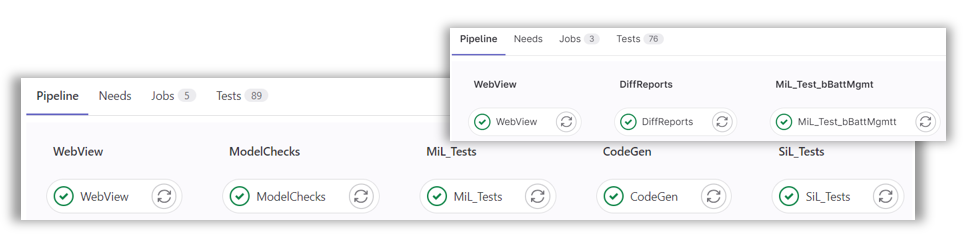 Pipeline Needs Jobs 3 Tests 76
WebView DiffReports MiL_Test_bBattMgmt
WebView DiffReports MiL_Test_bBattMgmtt
Pipeline Needs Jobs 5 Tests 89
WebView ModelChecks MiL_Tests CodeGen SiL_Tests
WebView ModelChecks MiL_Tests CodeGen SiL_Tests